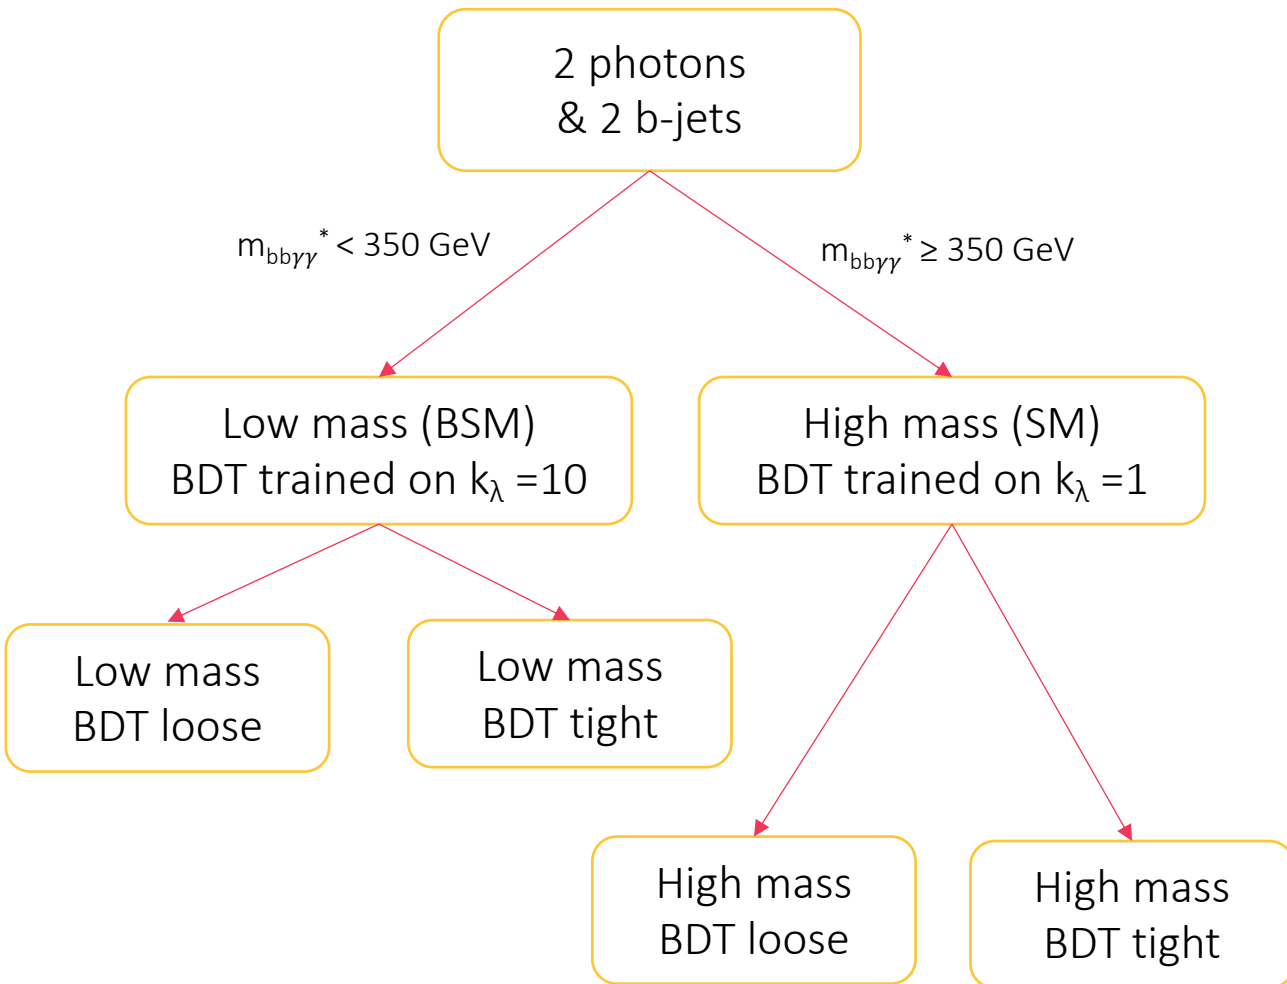 2 photons
& 2 b-jets
m_bbγγ* < 350 GeV
m_bbγγ* ≥ 350 GeV
Low mass (BSM)
BDT trained on k_λ =10
High mass (SM)
BDT trained on k_λ =1
Low mass
BDT loose
Low mass
BDT tight
High mass
BDT loose
High mass
BDT tight